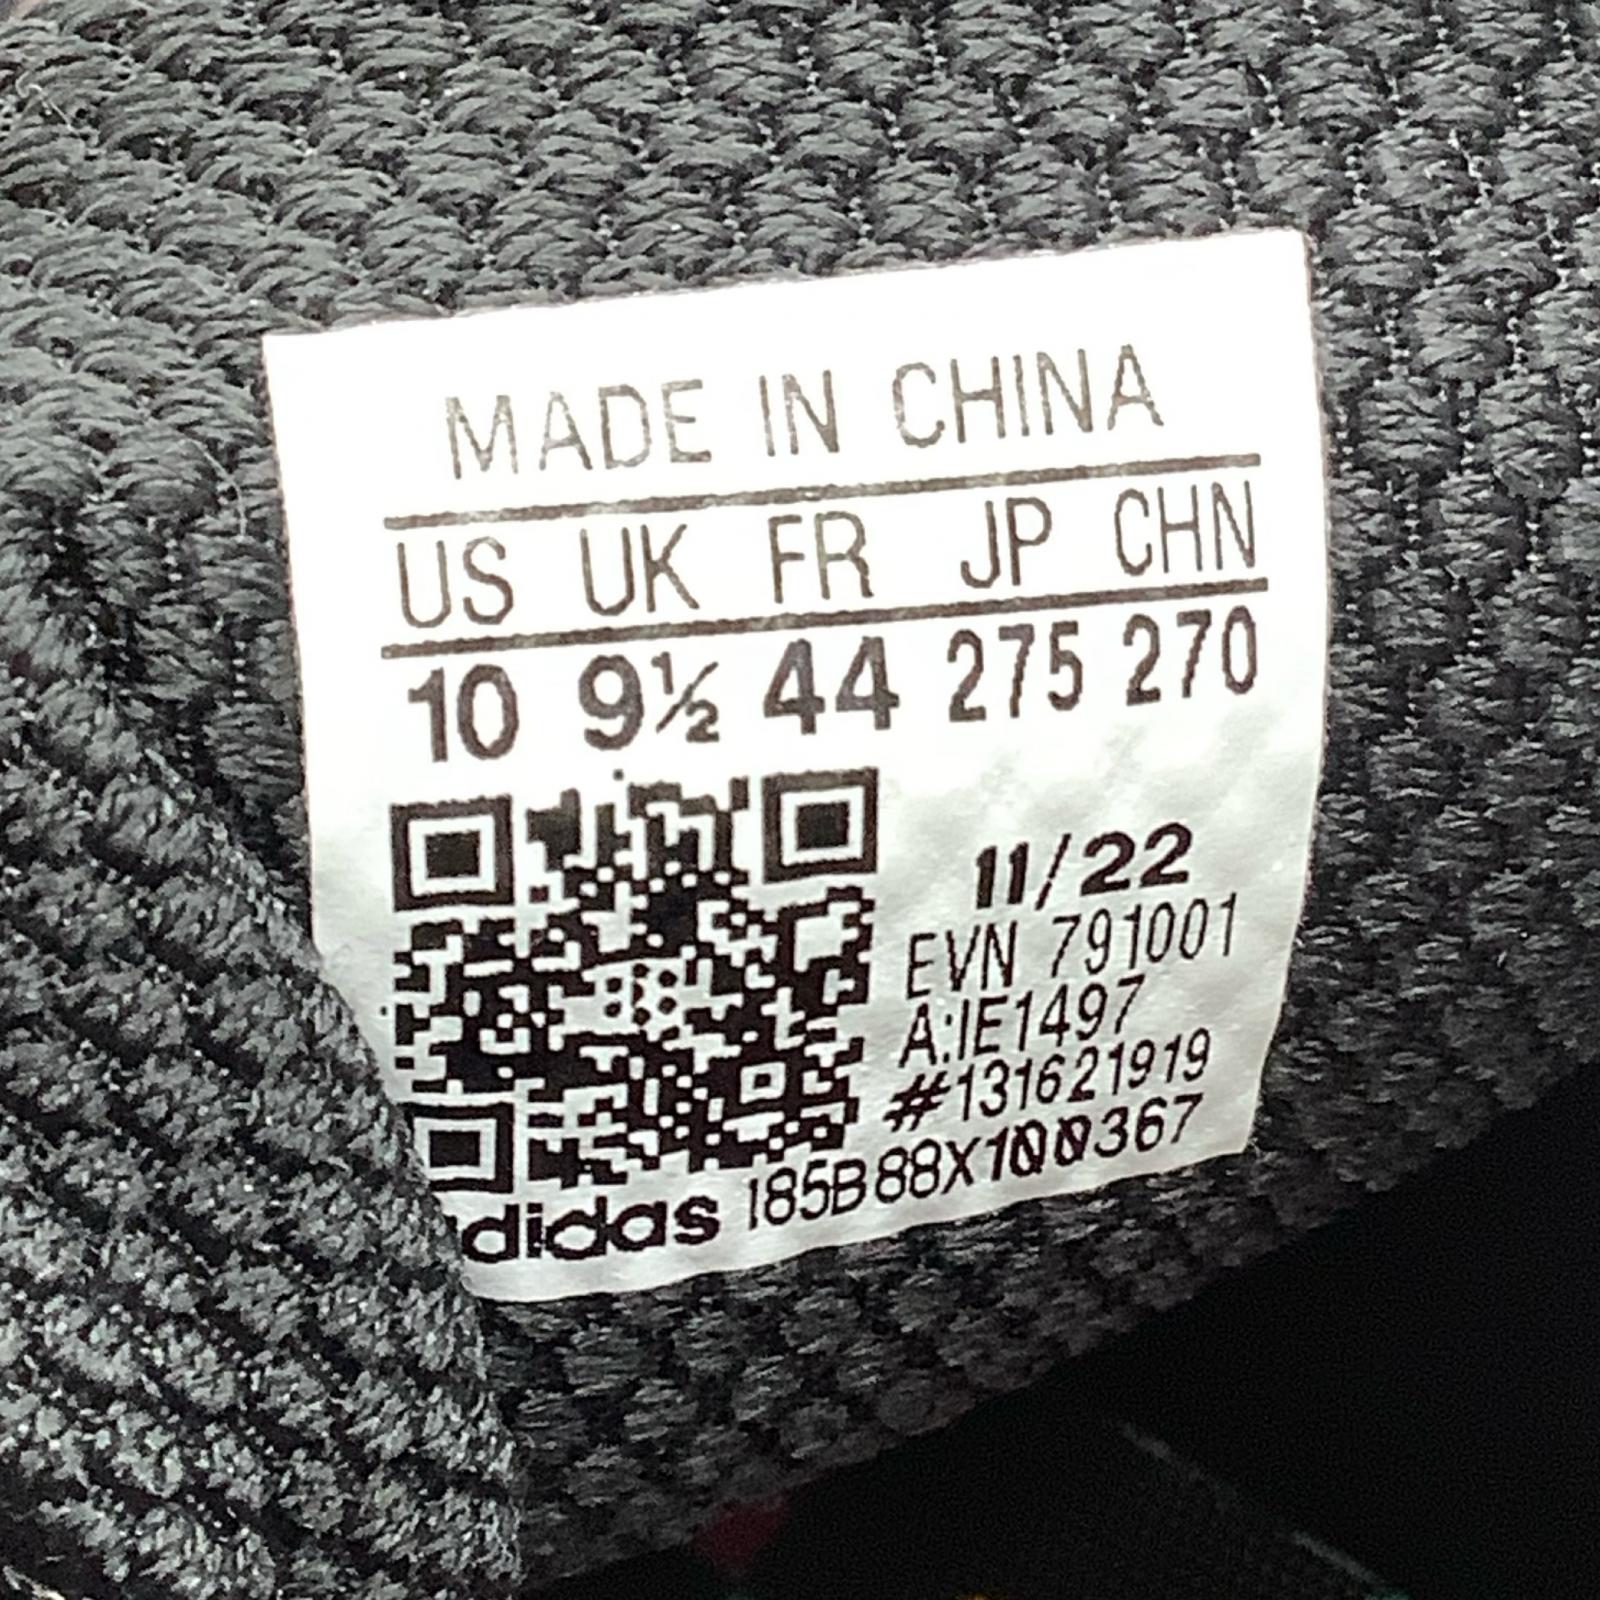 MADE IN CHINA
US UK FR JP CHN
10 9½ 44 275 270
11/22
EVN 791001
A:IE1497
#131621919
adidas 185B88X100367